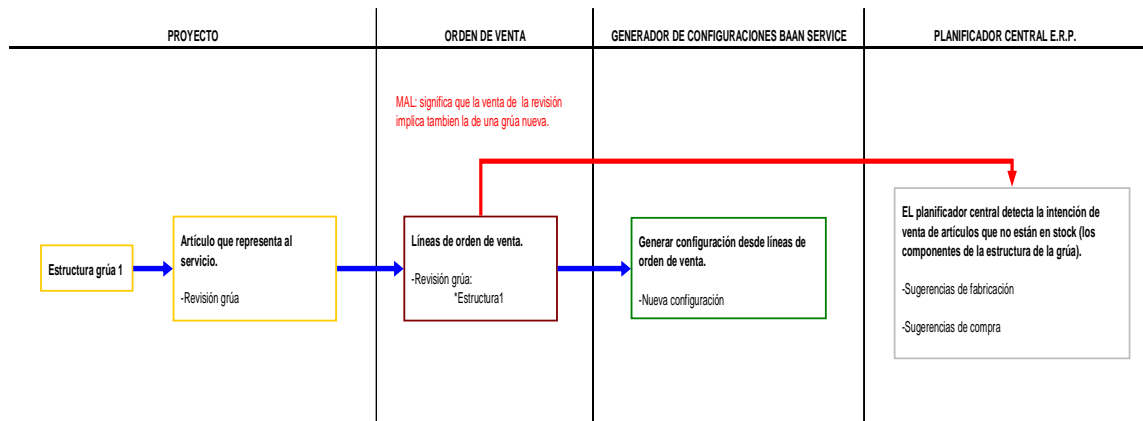 PROYECTO
ORDEN DE VENTA
GENERADOR DE CONFIGURACIONES BAAN SERVICE
PLANIFICADOR CENTRAL E.R.P.
MAL: significa que la venta de la revisión
implica tambien la de una grúa nueva.
Estructura grúa 1
Artículo que representa al
servicio.
-Revisión grúa
Líneas de orden de venta.
-Revisión grúa:
*Estructura1
Generar configuración desde líneas de
orden de venta.
-Nueva configuración
EL planificador central detecta la intención de
venta de artículos que no están en stock (los
componentes de la estructura de la grúa).
-Sugerencias de fabricación
-Sugerencias de compra